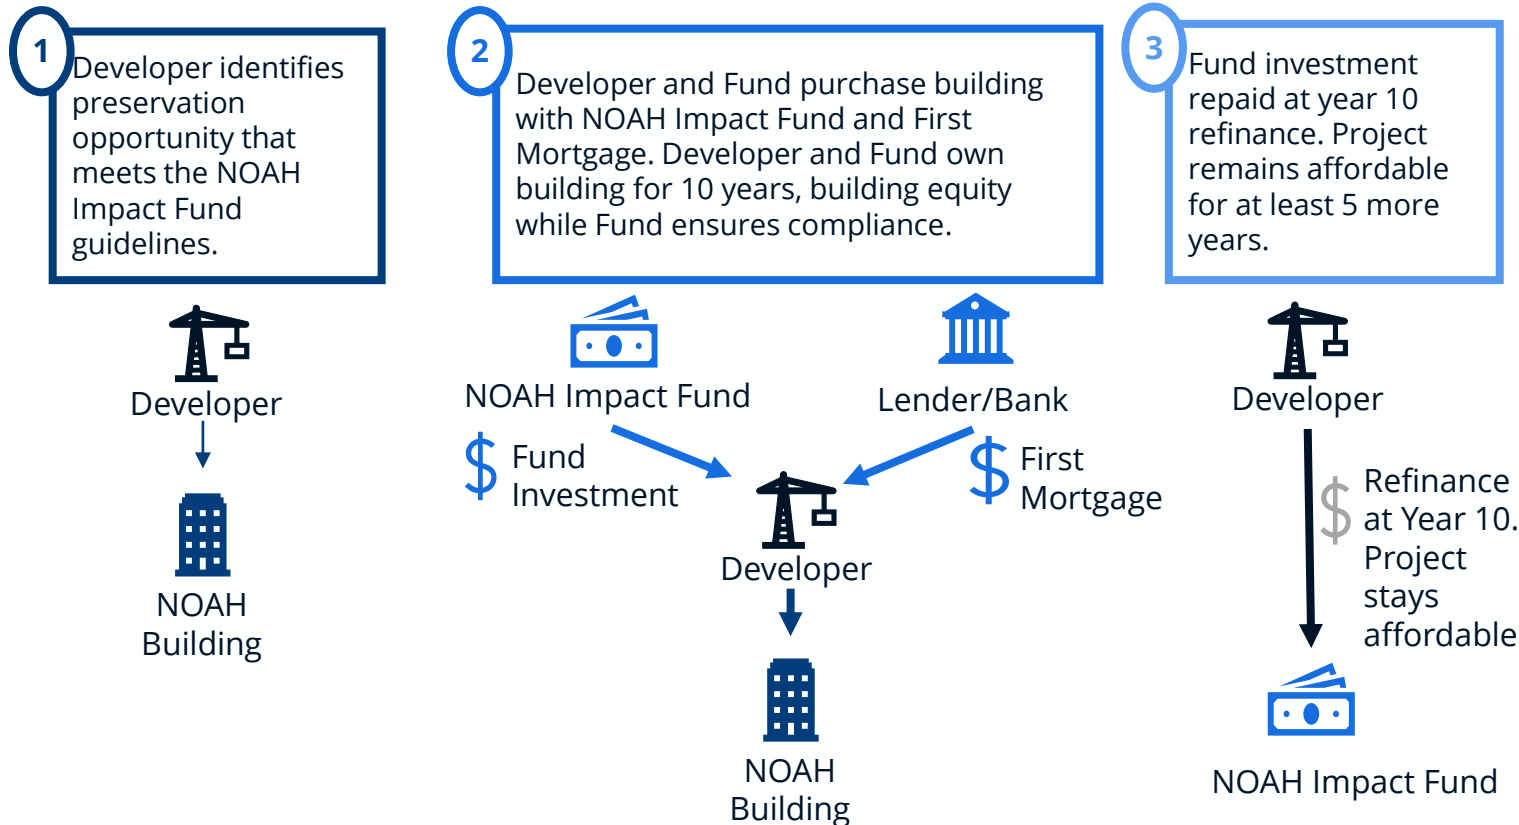 1
Developer identifies
preservation
opportunity that
meets the NOAH
Impact Fund
guidelines.
Developer
NOAH
Building
2
Developer and Fund purchase building
with NOAH Impact Fund and First
Mortgage. Developer and Fund own
building for 10 years, building equity
while Fund ensures compliance.
NOAH Impact Fund
Lender/Bank
$
Fund
Investment
$
First
Mortgage
Developer
NOAH
Building
3
Fund investment
repaid at year 10
refinance. Project
remains affordable
for at least 5 more
years.
Developer
$
Refinance
at Year 10.
Project
stays
affordable
NOAH Impact Fund